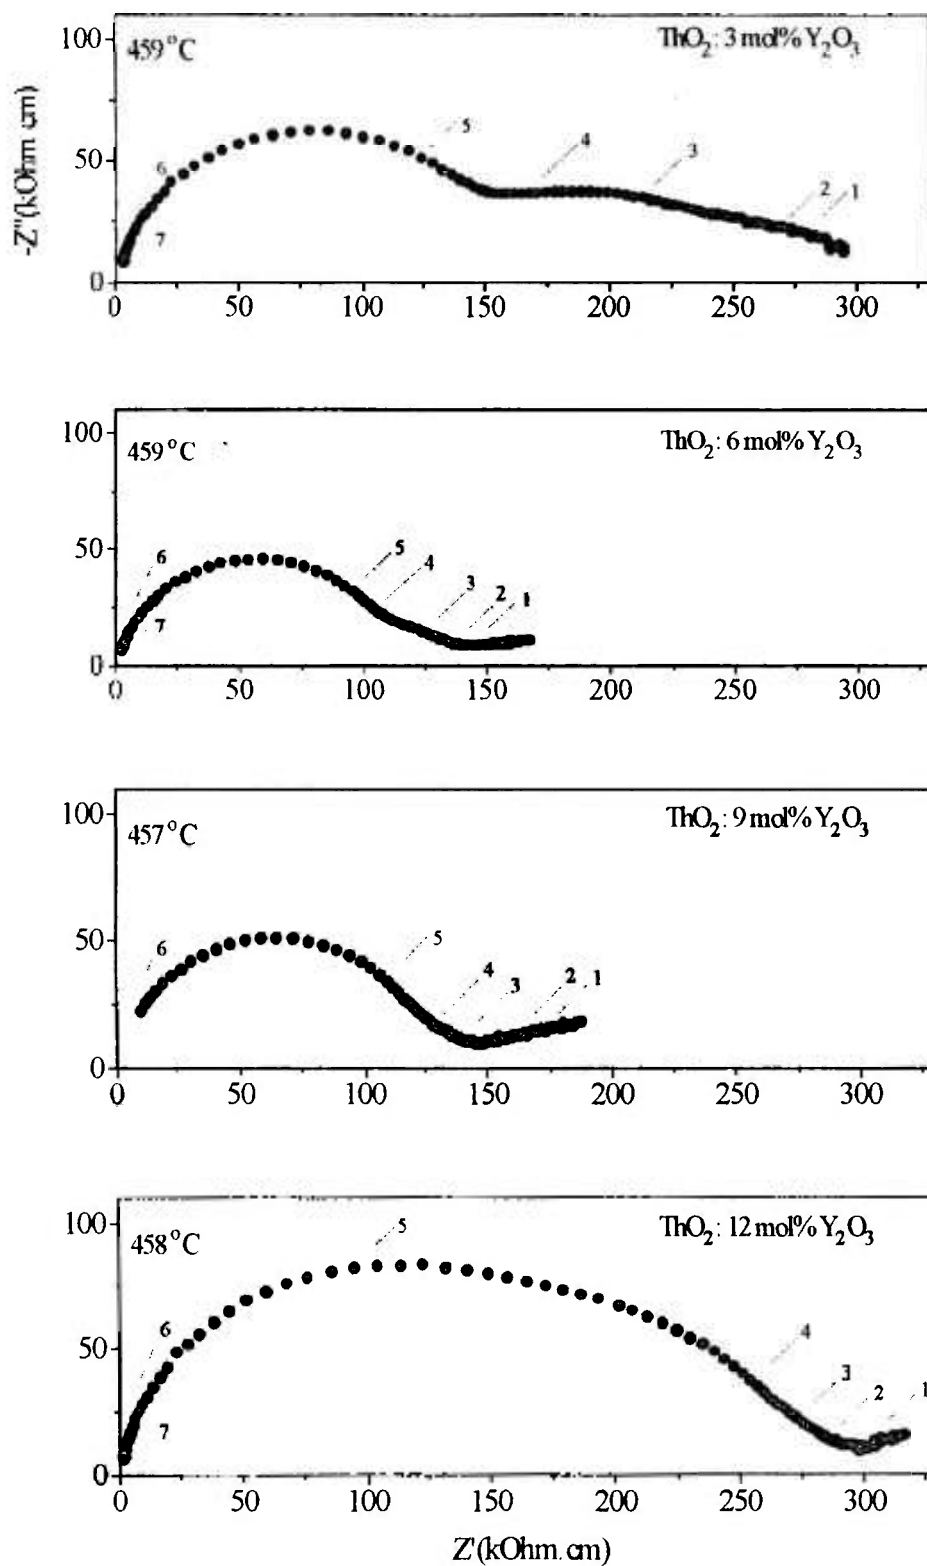 100
459°C
ThO₂: 3 mol% Y₂O₃
-Z''(kOhm cm)
5
4
50
3
6
2 1
7
0
0 50 100 150 200 250 300
100
459°C
ThO₂: 6 mol% Y₂O₃
50
6
5
4
3 2 1
7
0
0 50 100 150 200 250 300
100
457°C
ThO₂: 9 mol% Y₂O₃
50
6
5
4 3 2 1
0
0 50 100 150 200 250 300
100
458°C
5
ThO₂: 12 mol% Y₂O₃
6
4
50
3 2 1
7
0
0 50 100 150 200 250 300
Z'(kOhm.cm)